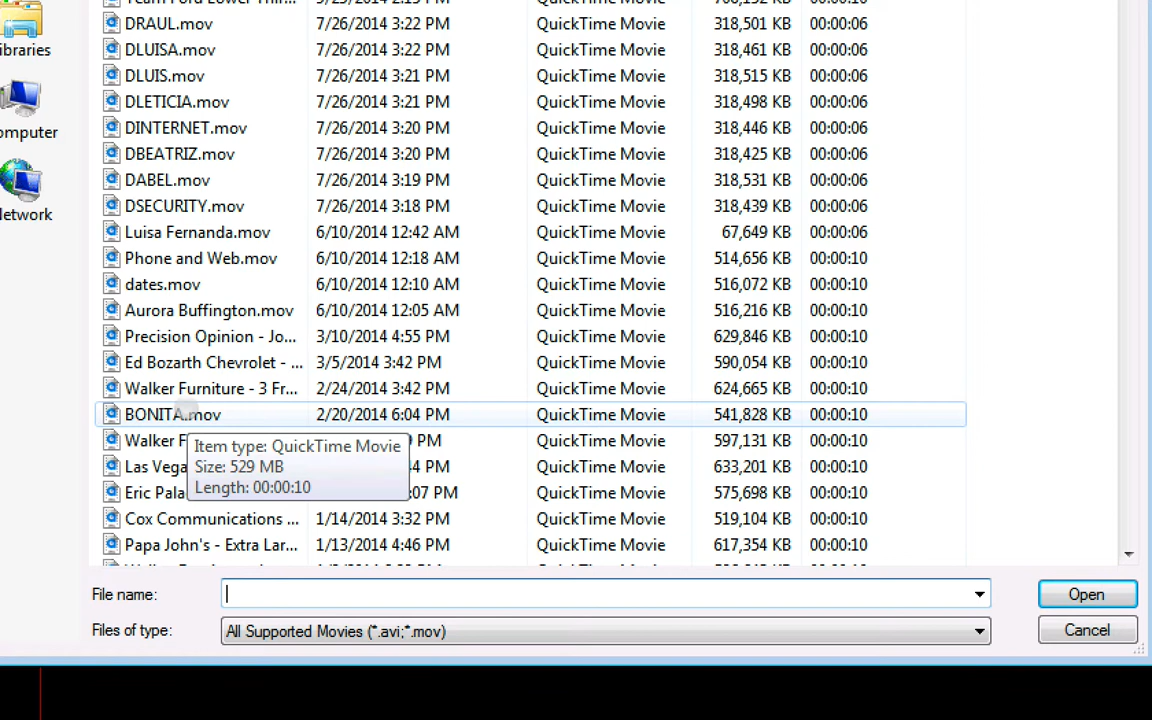 10
DRAUL.mov 7/26/2014 3:22 PM QuickTime Movie 318,501 KB 00:00:06
ibraries
DLUISA.mov 7/26/2014 3:22 PM QuickTime Movie 318,461 KB 00:00:06
DLUIS.mov 7/26/2014 3:21 PM QuickTime Movie 318,515 KB 00:00:06
DLETICIA.mov 7/26/2014 3:21 PM QuickTime Movie 318,498 KB 00:00:06
omputer
DINTERNET.mov 7/26/2014 3:20 PM QuickTime Movie 318,446 KB 00:00:06
DBEATRIZ.mov 7/26/2014 3:20 PM QuickTime Movie 318,425 KB 00:00:06
DABEL.mov 7/26/2014 3:19 PM QuickTime Movie 318,531 KB 00:00:06
DSECURITY.mov 7/26/2014 3:18 PM QuickTime Movie 318,439 KB 00:00:06
letwork
Luisa Fernanda.mov 6/10/2014 12:42 AM QuickTime Movie 67,649 KB 00:00:06
Phone and Web.mov 6/10/2014 12:18 AM QuickTime Movie 514,656 KB 00:00:10
dates.mov 6/10/2014 12:10 AM QuickTime Movie 516,072 KB 00:00:10
Aurora Buffington.mov 6/10/2014 12:05 AM QuickTime Movie 516,216 KB 00:00:10
Precision Opinion - Jo... 3/10/2014 4:55 PM QuickTime Movie 629,846 KB 00:00:10
Ed Bozarth Chevrolet - ... 3/5/2014 3:42 PM QuickTime Movie 590,054 KB 00:00:10
Walker Furniture - 3 Fr... 2/24/2014 3:42 PM QuickTime Movie 624,665 KB 00:00:10
BONITA.mov 2/20/2014 6:04 PM QuickTime Movie 541,828 KB 00:00:10
Walker F PM QuickTime Movie 597,131 KB 00:00:10
Item type: QuickTime Movie
Las Vega 44 PM QuickTime Movie 633,201 KB 00:00:10
Size: 529 MB
Eric Pala :07 PM QuickTime Movie 575,698 KB 00:00:10
Length: 00:00:10
Cox Communications ... 1/14/2014 3:32 PM QuickTime Movie 519,104 KB 00:00:10
Papa John's - Extra Lar... 1/13/2014 4:46 PM QuickTime Movie 617,354 KB 00:00:10
File name: Open
Files of type: All Supported Movies (*.avi;*.mov) Cancel